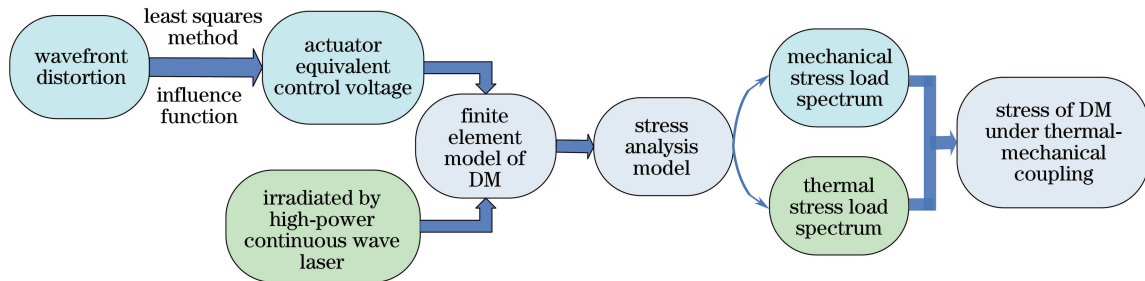 wavefront
distortion
least squares
method
influence
function
actuator
equivalent
control voltage
irradiated by
high-power
continuous wave
laser
finite
element
model of
DM
stress
analysis
model
mechanical
stress load
spectrum
thermal
stress load
spectrum
stress of DM
under thermal-
mechanical
coupling